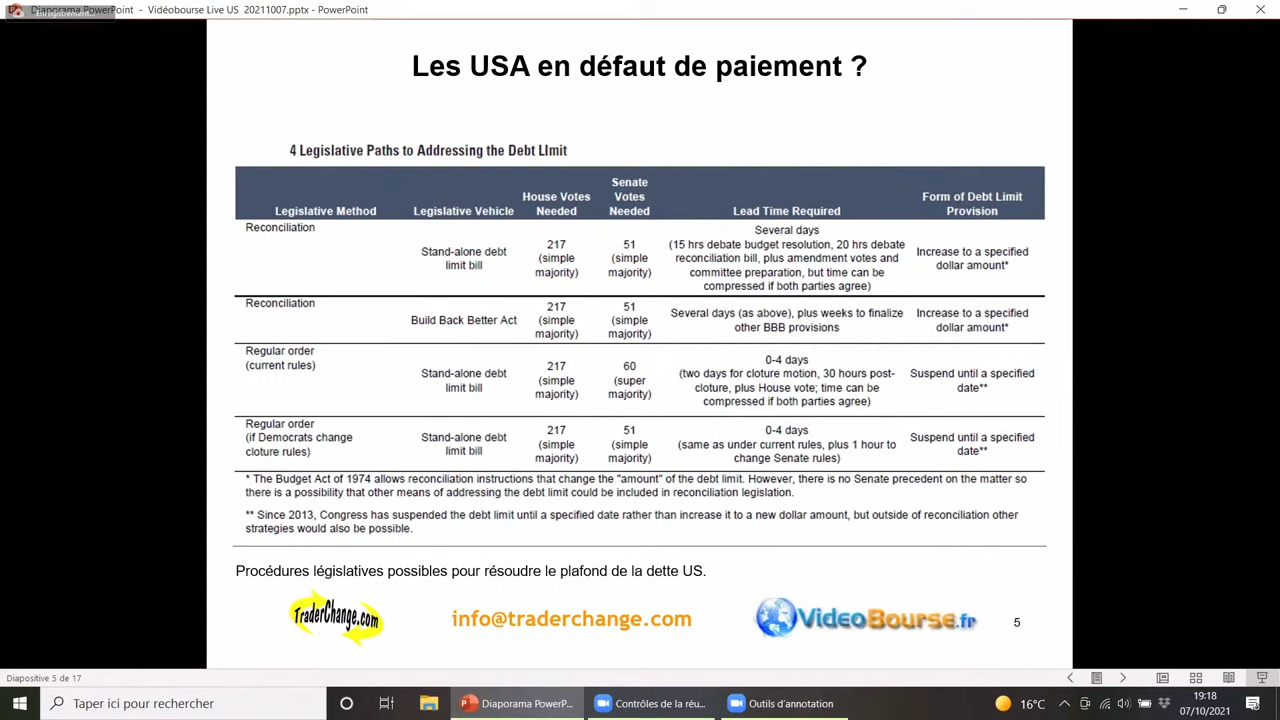 Diaporama PowerPoint - Vidéobourse Live US 20211007.pptx - PowerPoint
Enregistrement...
Les USA en défaut de paiement ?
4 Legislative Paths to Addressing the Debt LImit
Legislative Method
Legislative Vehicle
House Votes
Needed
Senate
Votes
Needed
Lead Time Required
Form of Debt Limit
Provision
Reconciliation
Stand-alone debt
limit bill
217
(simple
majority)
51
(simple
majority)
Several days
(15 hrs debate budget resolution, 20 hrs debate
reconciliation bill, plus amendment votes and
committee preparation, but time can be
compressed if both parties agree)
Increase to a specified
dollar amount*
Reconciliation
Build Back Better Act
217
(simple
majority)
51
(simple
majority)
Several days (as above), plus weeks to finalize
other BBB provisions
Increase to a specified
dollar amount*
Regular order
(current rules)
Stand-alone debt
limit bill
217
(simple
majority)
60
(super
majority)
0-4 days
(two days for cloture motion, 30 hours post-
cloture, plus House vote; time can be
compressed if both parties agree)
Suspend until a specified
date**
Regular order
(if Democrats change
cloture rules)
Stand-alone debt
limit bill
217
(simple
majority)
51
(simple
majority)
0-4 days
(same as under current rules, plus 1 hour to
change Senate rules)
Suspend until a specified
date**
* The Budget Act of 1974 allows reconciliation instructions that change the "amount" of the debt limit. However, there is no Senate precedent on the matter so
there is a possibility that other means of addressing the debt limit could be included in reconciliation legislation.
** Since 2013, Congress has suspended the debt limit until a specified date rather than increase it to a new dollar amount, but outside of reconciliation other
strategies would also be possible.
Procédures législatives possibles pour résoudre le plafond de la dette US.
TraderChange.com
info@traderchange.com
VideoBourse.fr
5
Diapositive 5 de 17
Taper ici pour rechercher
Diaporama PowerP...
Contrôles de la réu...
Outils d'annotation
16°C
19:18
07/10/2021